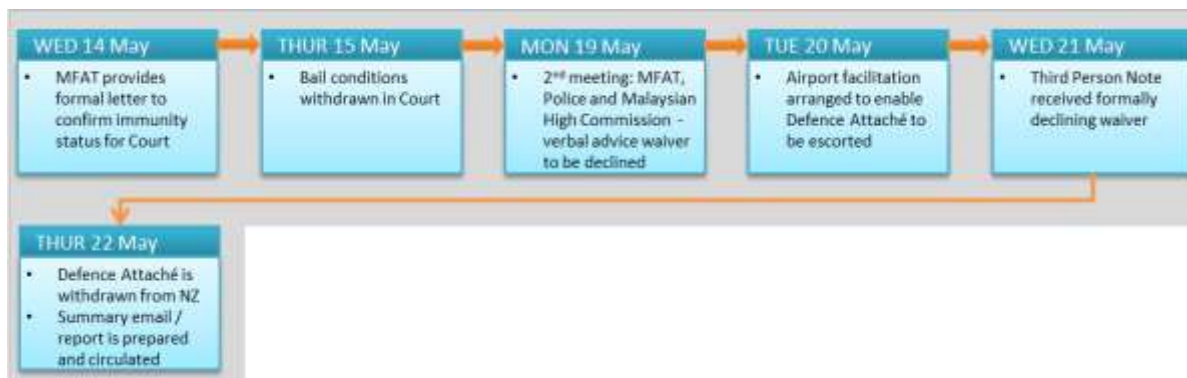 WED 14 May
• MFAT provides
formal letter to
confirm immunity
status for Court
THUR 15 May
• Bail conditions
withdrawn in Court
MON 19 May
• 2nd meeting: MFAT,
Police and Malaysian
High Commission -
verbal advice waiver
to be declined
TUE 20 May
• Airport facilitation
arranged to enable
Defence Attaché to
be escorted
WED 21 May
• Third Person Note
received formally
declining waiver
THUR 22 May
• Defence Attaché is
withdrawn from NZ
• Summary email /
report is prepared
and circulated